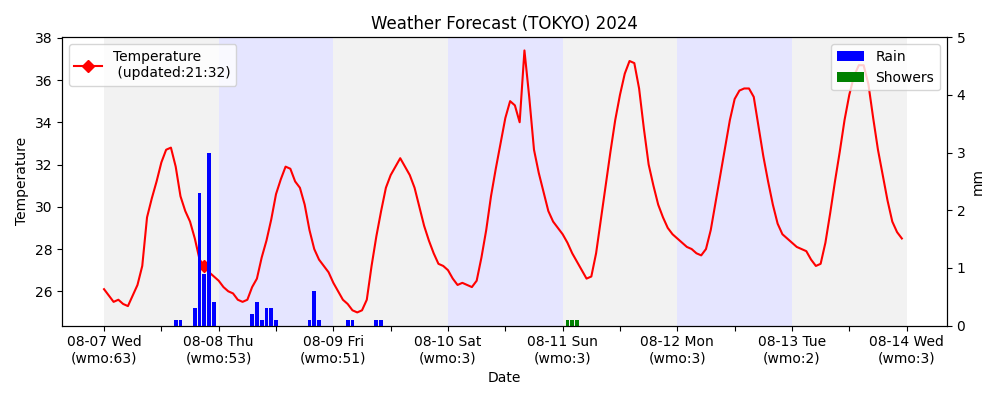 Weather Forecast (TOKYO) 2024
Temperature
(updated:21:32)
Rain
Showers
Temperature
38
36
34
32
30
28
26
5
4
3
2
1
0
mm
08-07 Wed
(wmo:63)
08-08 Thu
(wmo:53)
08-09 Fri
(wmo:51)
08-10 Sat
(wmo:3)
08-11 Sun
(wmo:3)
08-12 Mon
(wmo:3)
08-13 Tue
(wmo:2)
08-14 Wed
(wmo:3)
Date